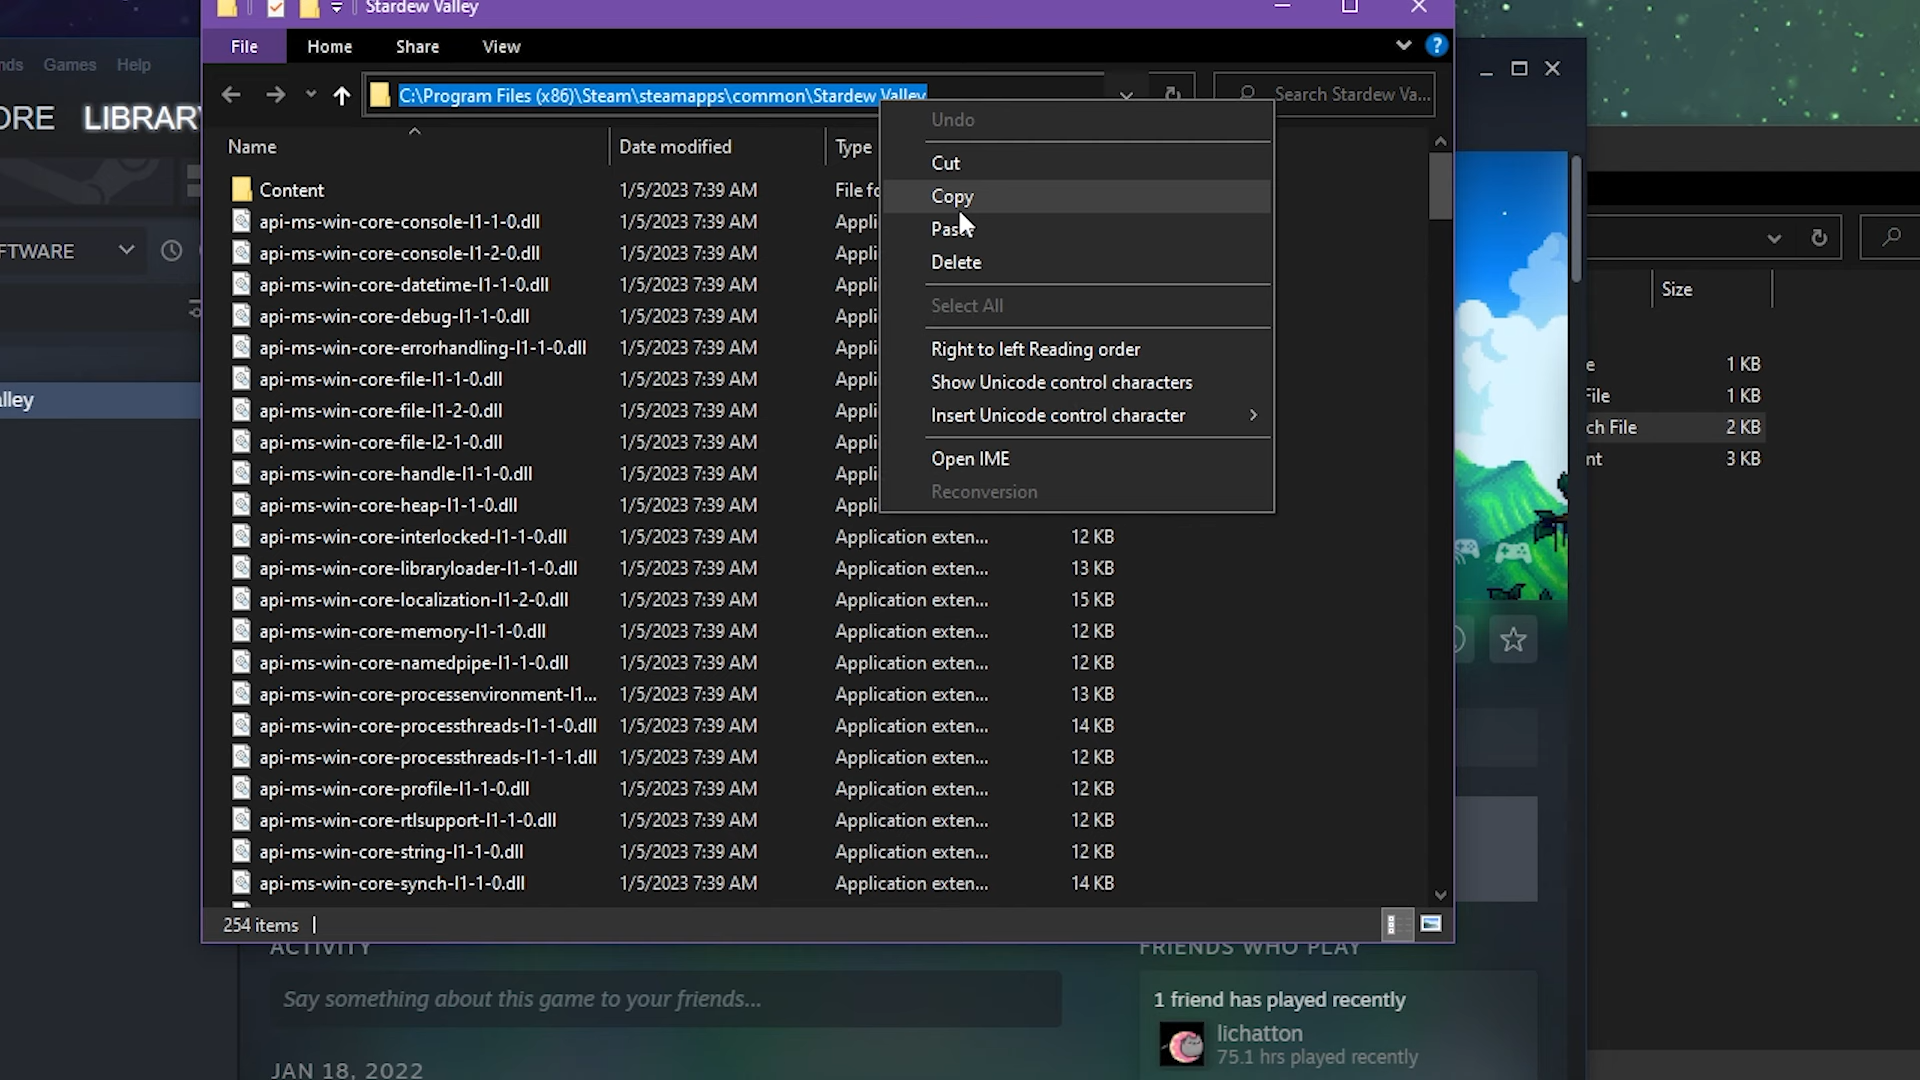 Stardew Valley
File Home Share View
nds Games Help
ORE LIBRARY
C:\Program Files (x86)\Steam\steamapps\common\Stardew Valley
Search Stardew Va...
Name Date modified Type
Undo
Cut
Copy
Paste
Delete
Select All
Right to left Reading order
Show Unicode control characters
Insert Unicode control character
Open IME
Reconversion
Content 1/5/2023 7:39 AM File fo
api-ms-win-core-console-l1-1-0.dll 1/5/2023 7:39 AM Appli
api-ms-win-core-console-l1-2-0.dll 1/5/2023 7:39 AM Appli
api-ms-win-core-datetime-l1-1-0.dll 1/5/2023 7:39 AM Appli
api-ms-win-core-debug-l1-1-0.dll 1/5/2023 7:39 AM Appli
api-ms-win-core-errorhandling-l1-1-0.dll 1/5/2023 7:39 AM Appli
api-ms-win-core-file-l1-1-0.dll 1/5/2023 7:39 AM Appli
api-ms-win-core-file-l1-2-0.dll 1/5/2023 7:39 AM Appli
api-ms-win-core-file-l2-1-0.dll 1/5/2023 7:39 AM Appli
api-ms-win-core-handle-l1-1-0.dll 1/5/2023 7:39 AM Appli
api-ms-win-core-heap-l1-1-0.dll 1/5/2023 7:39 AM Appli
api-ms-win-core-interlocked-l1-1-0.dll 1/5/2023 7:39 AM Application exten... 12 KB
api-ms-win-core-libraryloader-l1-1-0.dll 1/5/2023 7:39 AM Application exten... 13 KB
api-ms-win-core-localization-l1-2-0.dll 1/5/2023 7:39 AM Application exten... 15 KB
api-ms-win-core-memory-l1-1-0.dll 1/5/2023 7:39 AM Application exten... 12 KB
api-ms-win-core-namedpipe-l1-1-0.dll 1/5/2023 7:39 AM Application exten... 12 KB
api-ms-win-core-processenvironment-l1... 1/5/2023 7:39 AM Application exten... 13 KB
api-ms-win-core-processthreads-l1-1-0.dll 1/5/2023 7:39 AM Application exten... 14 KB
api-ms-win-core-processthreads-l1-1-1.dll 1/5/2023 7:39 AM Application exten... 12 KB
api-ms-win-core-profile-l1-1-0.dll 1/5/2023 7:39 AM Application exten... 12 KB
api-ms-win-core-rtlsupport-l1-1-0.dll 1/5/2023 7:39 AM Application exten... 12 KB
api-ms-win-core-string-l1-1-0.dll 1/5/2023 7:39 AM Application exten... 12 KB
api-ms-win-core-synch-l1-1-0.dll 1/5/2023 7:39 AM Application exten... 14 KB
254 items
FTWARE
lley
Size
e 1 KB
File 1 KB
ch File 2 KB
nt 3 KB
ACTIVITY
Say something about this game to your friends...
JAN 18, 2022
FRIENDS WHO PLAY
1 friend has played recently
lichatton
75.1 hrs played recently